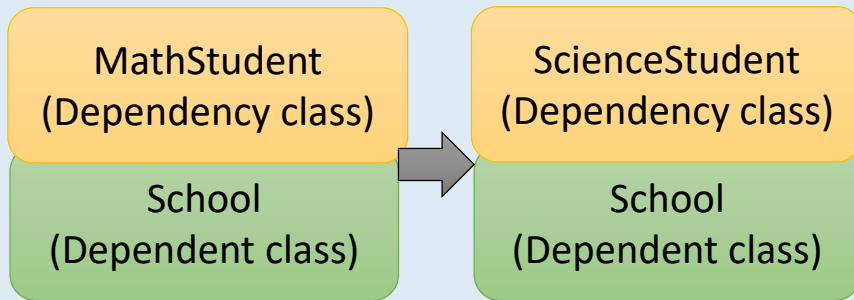 MathStudent
(Dependency class)
School
(Dependent class)
ScienceStudent
(Dependency class)
School
(Dependent class)